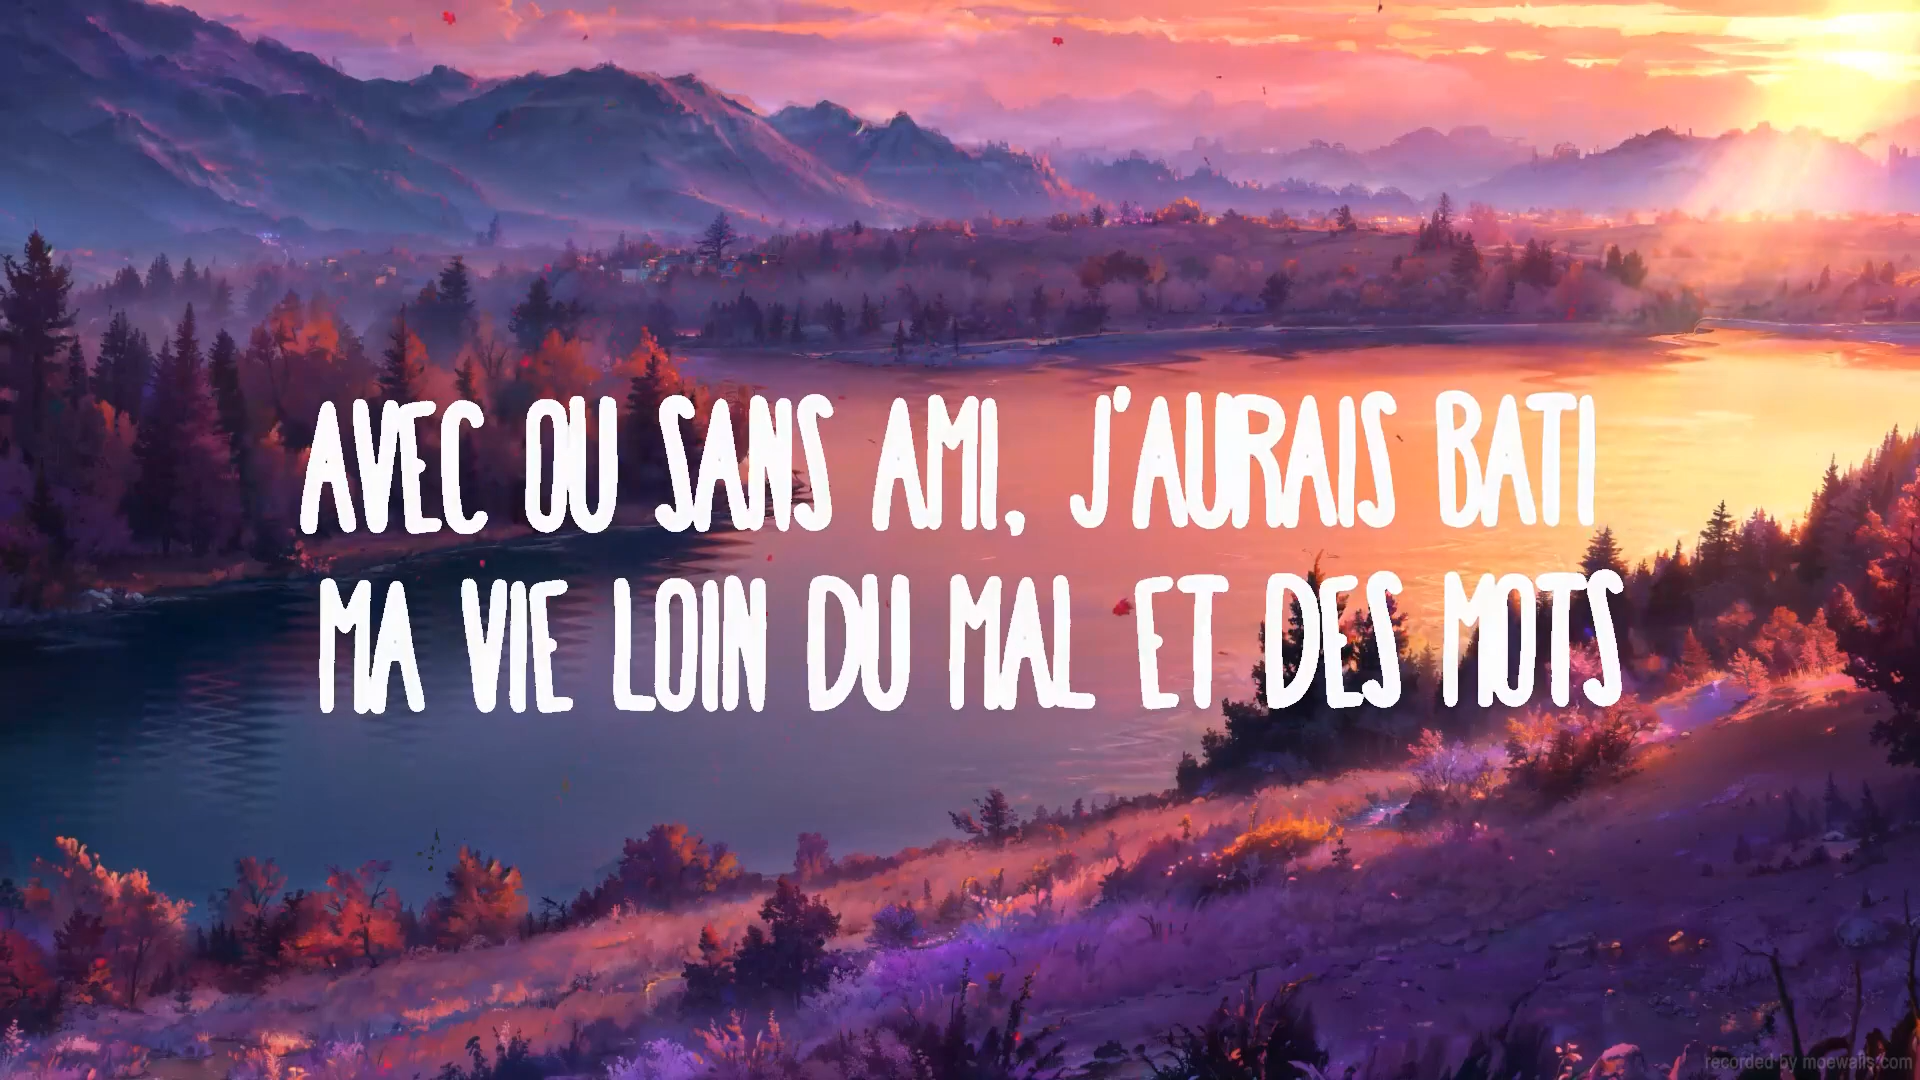 AVEC OU SANS AMI, J'AURAIS BATI
MA VIE LOIN DU MAL ET DES MOTS
recorded by moewalls.com